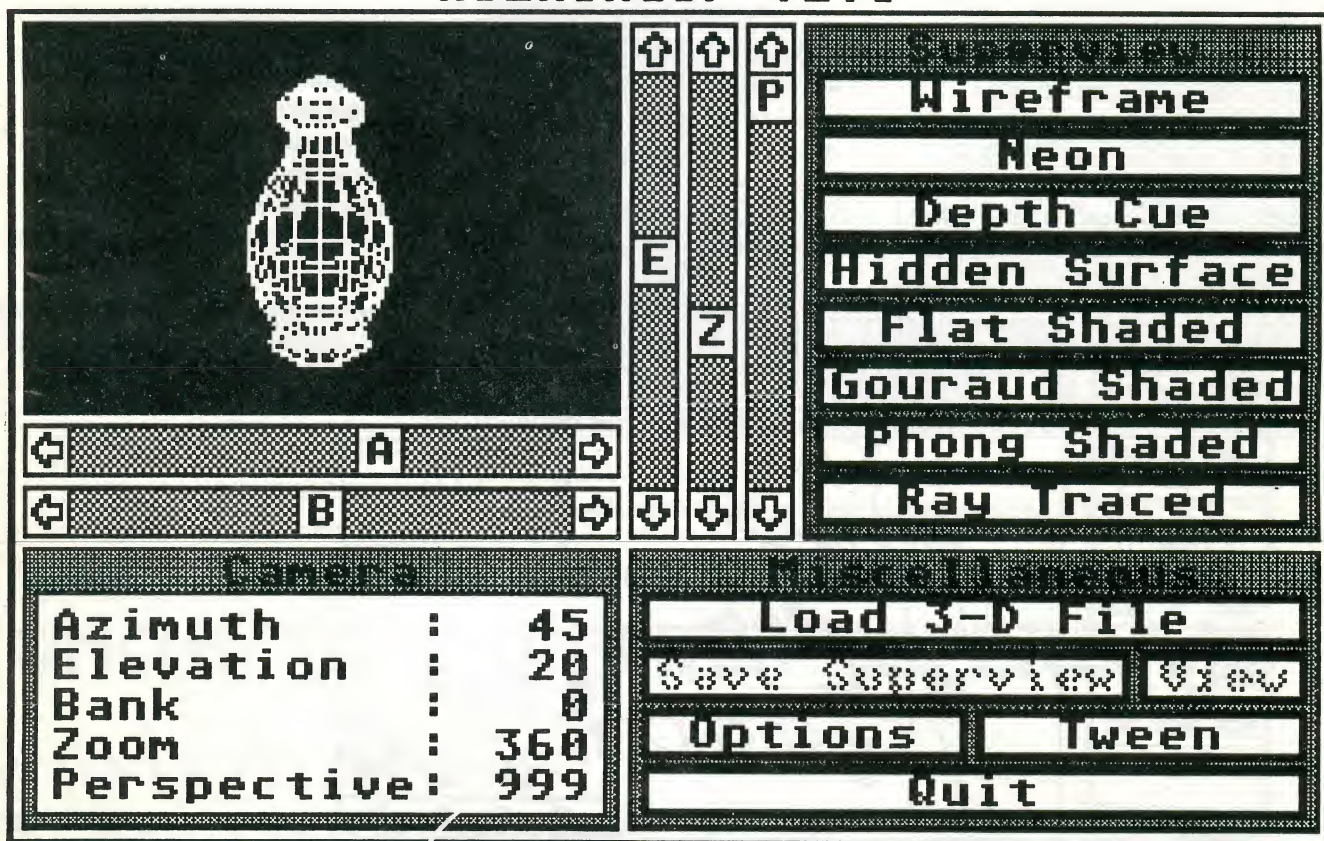 P
E
Z
A
B
Superview
Wireframe
Neon
Depth Cue
Hidden Surface
Flat Shaded
Gouraud Shaded
Phong Shaded
Ray Traced
Camera
Azimuth : 45
Elevation : 20
Bank : 0
Zoom : 360
Perspective: 999
Miscellaneous
Load 3-D File
Save Superview View
Options Tween
Quit